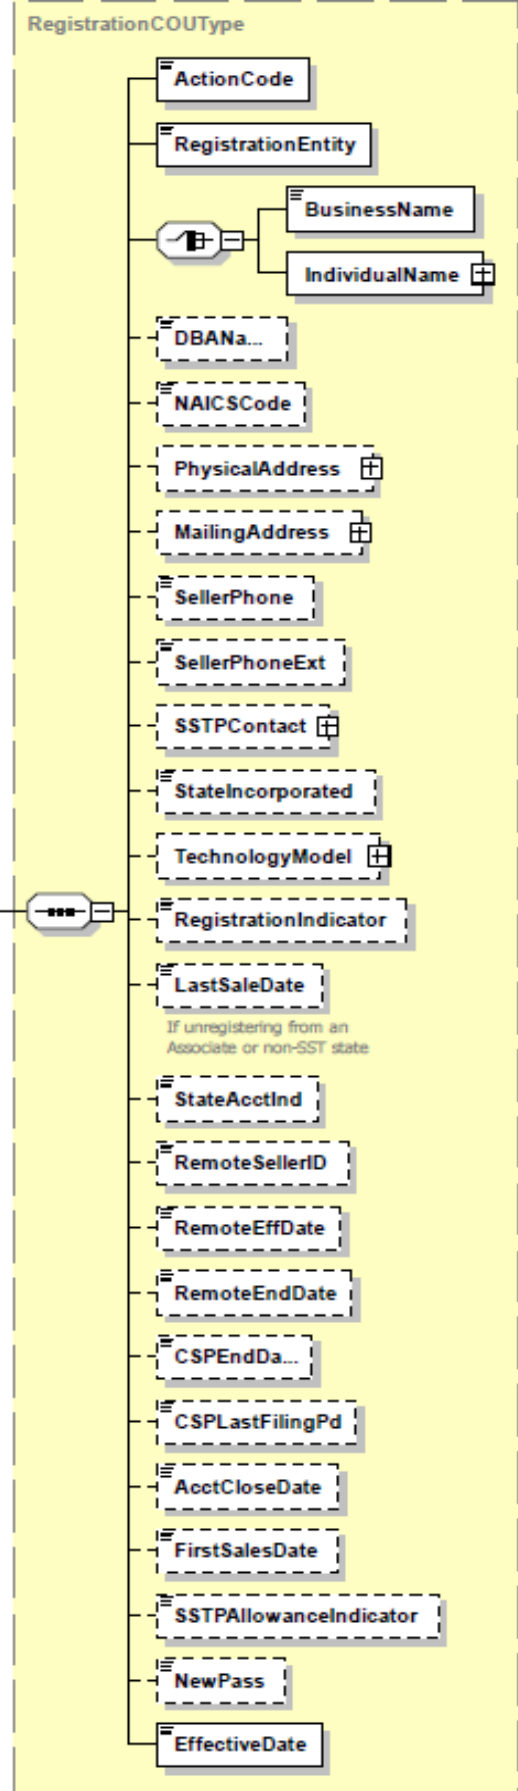 RegistrationCOUType
ActionCode
RegistrationEntity
BusinessName
IndividualName
DBANa...
NAICSCode
PhysicalAddress
MailingAddress
SellerPhone
SellerPhoneExt
SSTPContact
StateIncorporated
TechnologyModel
RegistrationIndicator
LastSaleDate
If unregistering from an
Associate or non-SST state
StateAcctInd
RemoteSellerID
RemoteEffDate
RemoteEndDate
CSPEndDa...
CSPLastFilingPd
AcctCloseDate
FirstSalesDate
SSTPAllowanceIndicator
NewPass
EffectiveDate